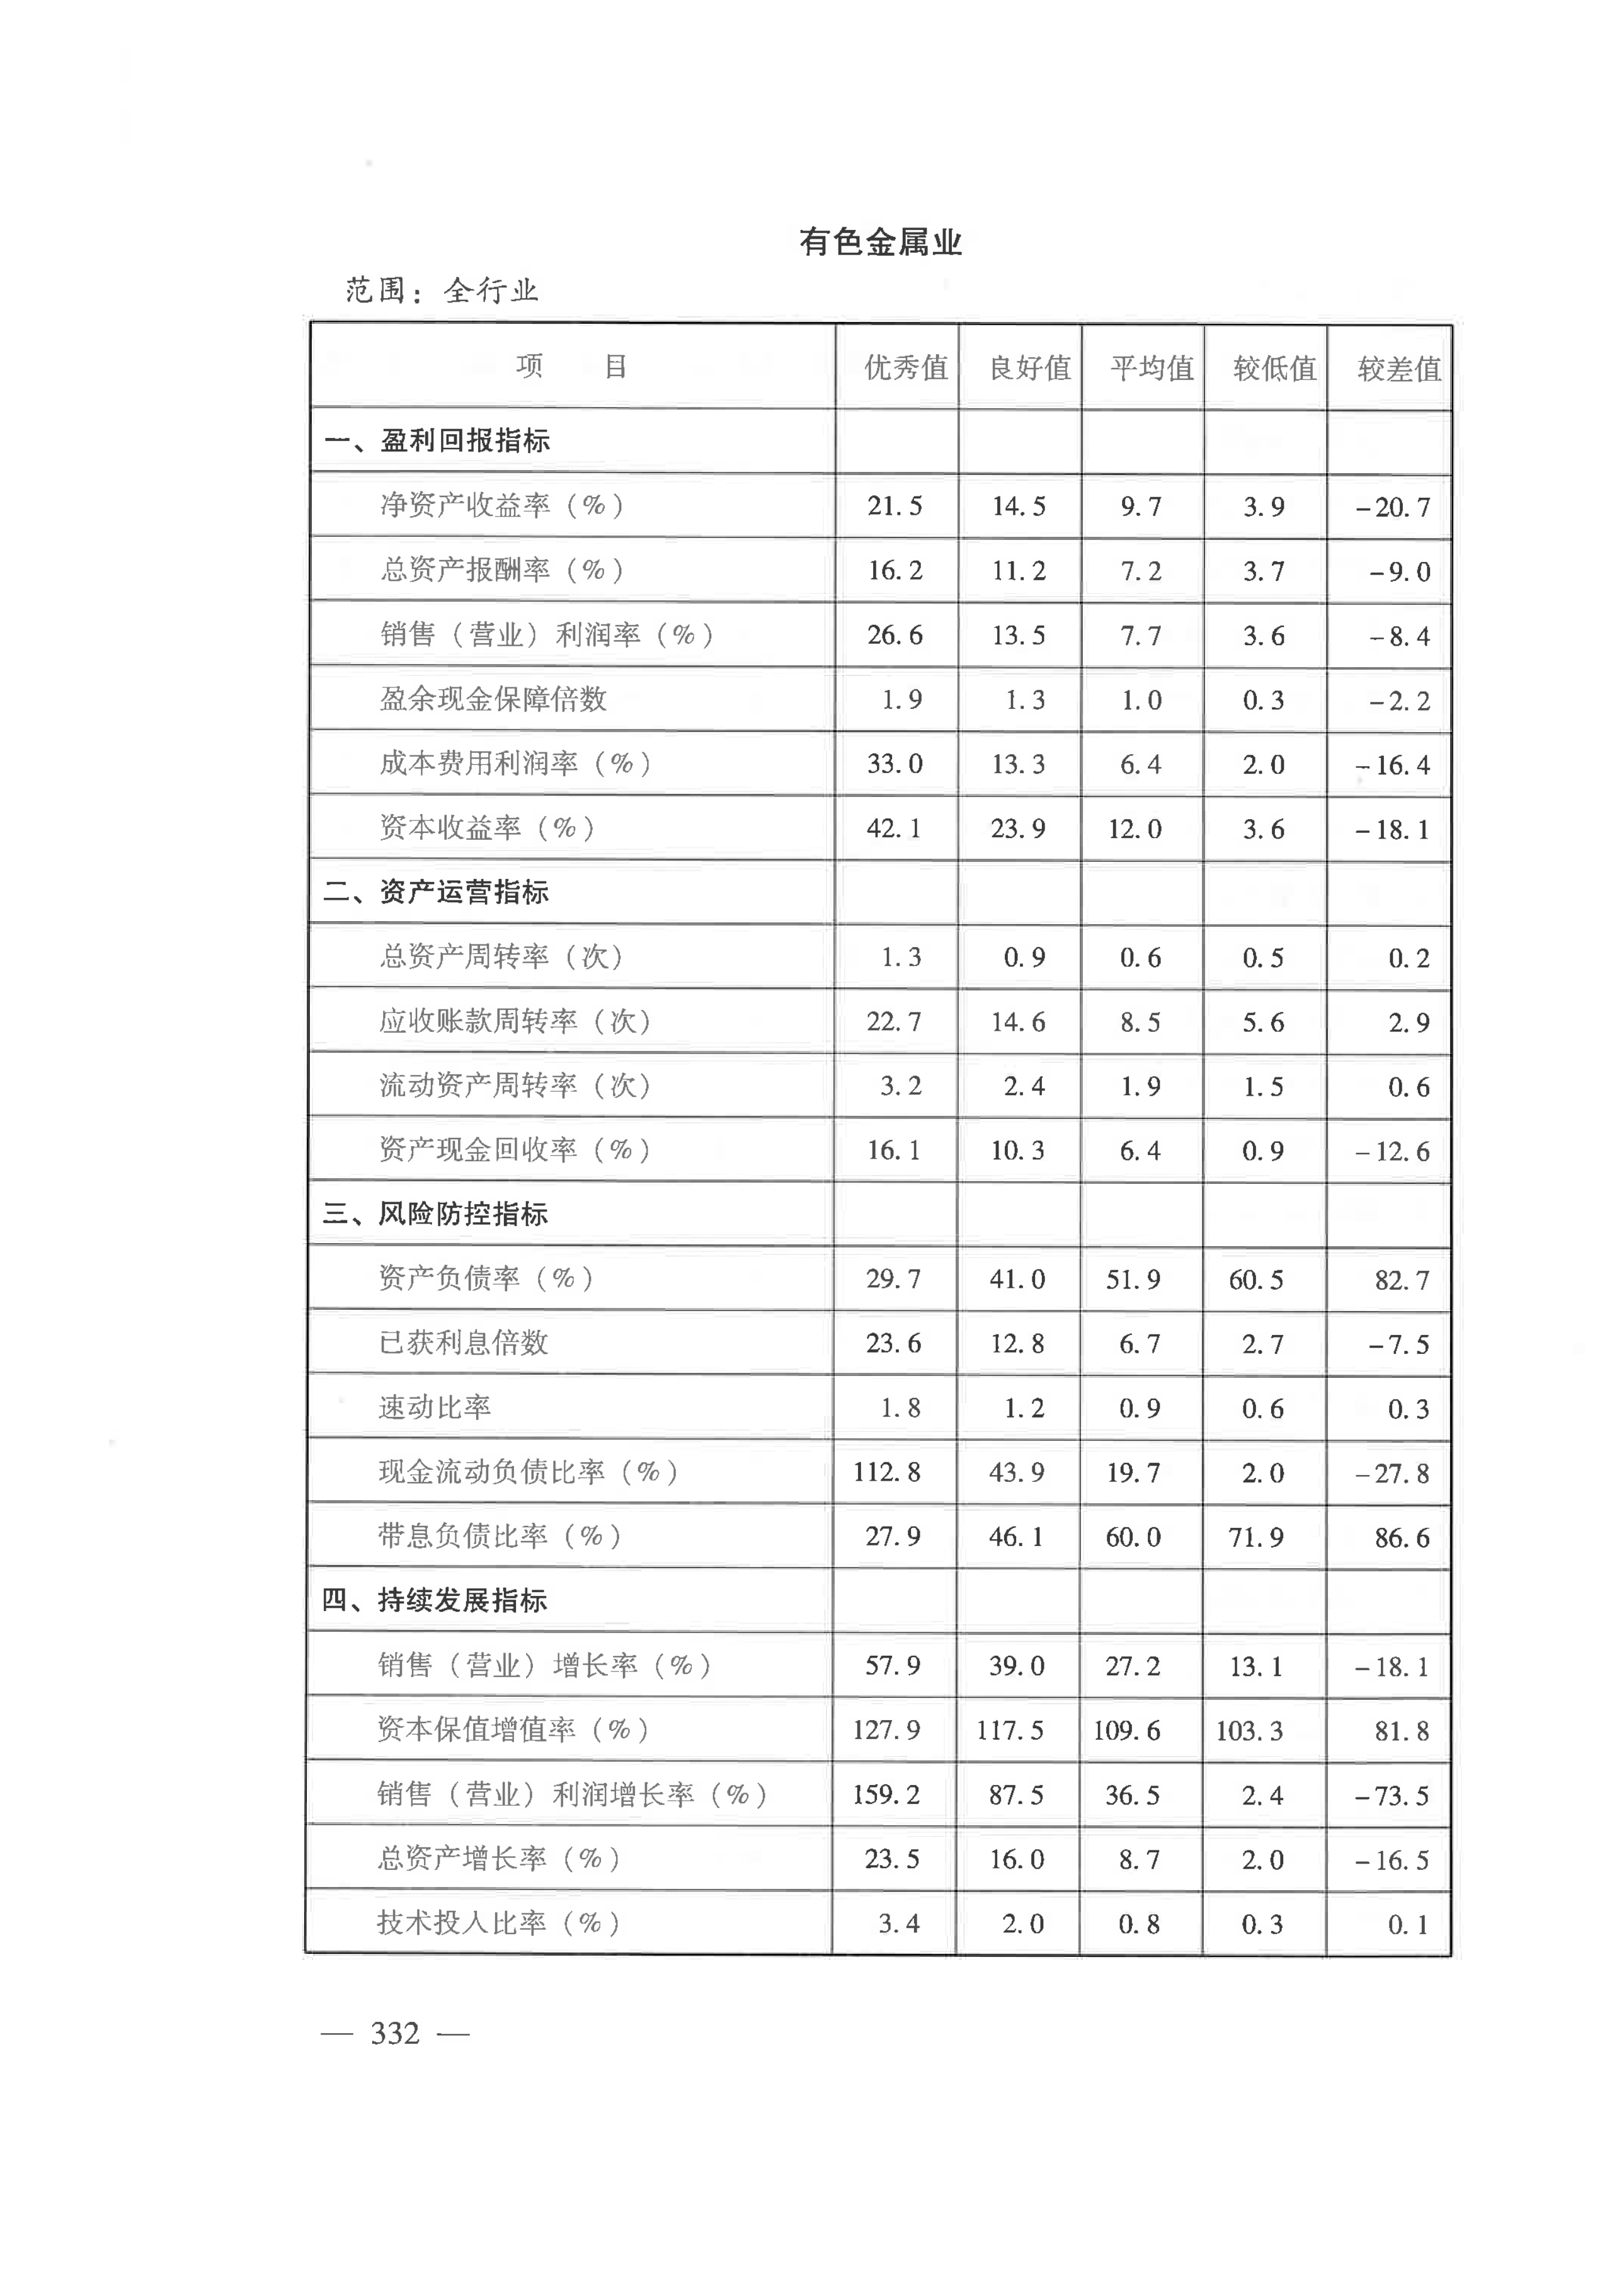 有色金属业
范围：全行业
项 目 优秀值 良好值 平均值 较低值 较差值
一、盈利回报指标
净资产收益率（%） 21.5 14.5 9.7 3.9 -20.7
总资产报酬率（%） 16.2 11.2 7.2 3.7 -9.0
销售（营业）利润率（%） 26.6 13.5 7.7 3.6 -8.4
盈余现金保障倍数 1.9 1.3 1.0 0.3 -2.2
成本费用利润率（%） 33.0 13.3 6.4 2.0 -16.4
资本收益率（%） 42.1 23.9 12.0 3.6 -18.1
二、资产运营指标
总资产周转率（次） 1.3 0.9 0.6 0.5 0.2
应收账款周转率（次） 22.7 14.6 8.5 5.6 2.9
流动资产周转率（次） 3.2 2.4 1.9 1.5 0.6
资产现金回收率（%） 16.1 10.3 6.4 0.9 -12.6
三、风险防控指标
资产负债率（%） 29.7 41.0 51.9 60.5 82.7
已获利息倍数 23.6 12.8 6.7 2.7 -7.5
速动比率 1.8 1.2 0.9 0.6 0.3
现金流动负债比率（%） 112.8 43.9 19.7 2.0 -27.8
带息负债比率（%） 27.9 46.1 60.0 71.9 86.6
四、持续发展指标
销售（营业）增长率（%） 57.9 39.0 27.2 13.1 -18.1
资本保值增值率（%） 127.9 117.5 109.6 103.3 81.8
销售（营业）利润增长率（%） 159.2 87.5 36.5 2.4 -73.5
总资产增长率（%） 23.5 16.0 8.7 2.0 -16.5
技术投入比率（%） 3.4 2.0 0.8 0.3 0.1
— 332 —